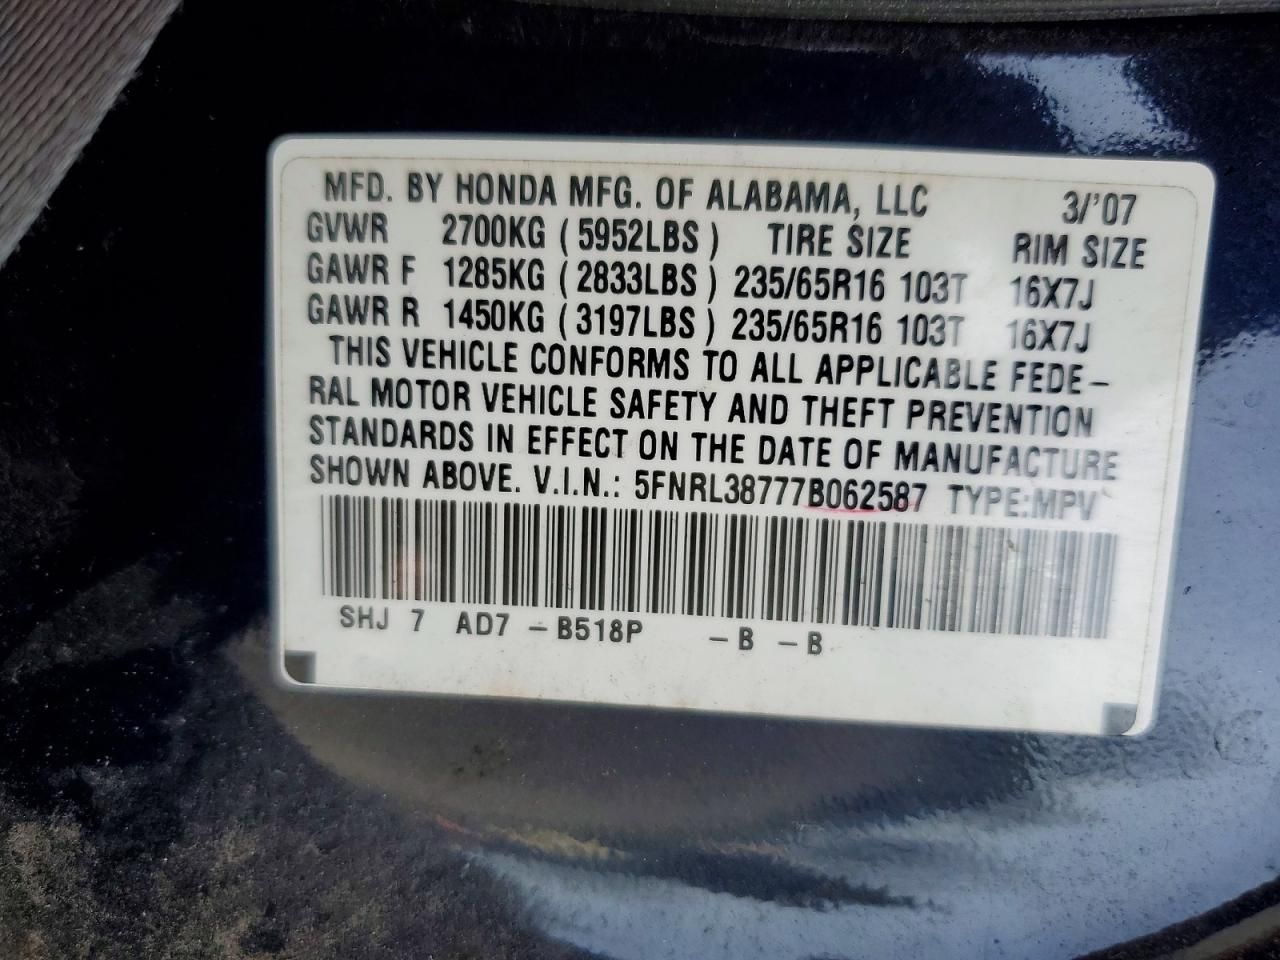 MFD. BY HONDA MFG. OF ALABAMA, LLC 3/'07
GVWR 2700KG (5952LBS) TIRE SIZE RIM SIZE
GAWR F 1285KG (2833LBS) 235/65R16 103T 16X7J
GAWR R 1450KG (3197LBS) 235/65R16 103T 16X7J
THIS VEHICLE CONFORMS TO ALL APPLICABLE FEDE-
RAL MOTOR VEHICLE SAFETY AND THEFT PREVENTION
STANDARDS IN EFFECT ON THE DATE OF MANUFACTURE
SHOWN ABOVE. V.I.N.: 5FNRL38777B062587 TYPE:MPV
SHJ 7 AD7 -B518P -B -B